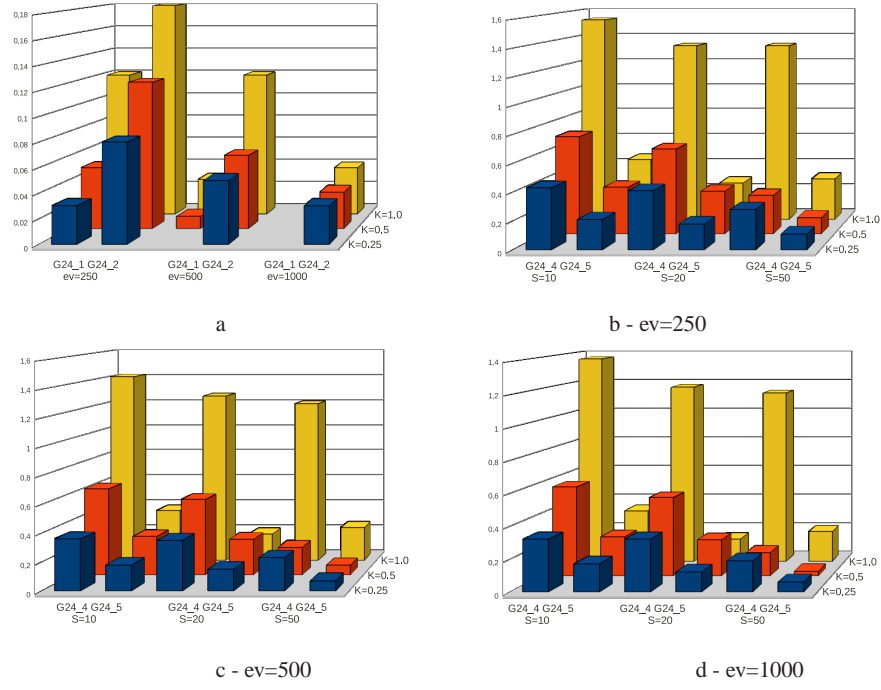 0,18
0,16
0,14
0,12
0,1
0,08
0,06
0,04
0,02
0
K=1.0
K=0.5
K=0.25
G24_1 G24_2 G24_1 G24_2 G24_1 G24_2
ev=250 ev=500 ev=1000
a
1,6
1,4
1,2
1
0,8
0,6
0,4
0,2
0
K=1.0
K=0.5
K=0.25
G24_4 G24_5 G24_4 G24_5 G24_4 G24_5
S=10 S=20 S=50
b - ev=250
1,6
1,4
1,2
1
0,8
0,6
0,4
0,2
0
K=1.0
K=0.5
K=0.25
G24_4 G24_5 G24_4 G24_5 G24_4 G24_5
S=10 S=20 S=50
c - ev=500
1,4
1,2
1
0,8
0,6
0,4
0,2
0
K=1.0
K=0.5
K=0.25
G24_4 G24_5 G24_4 G24_5 G24_4 G24_5
S=10 S=20 S=50
d - ev=1000